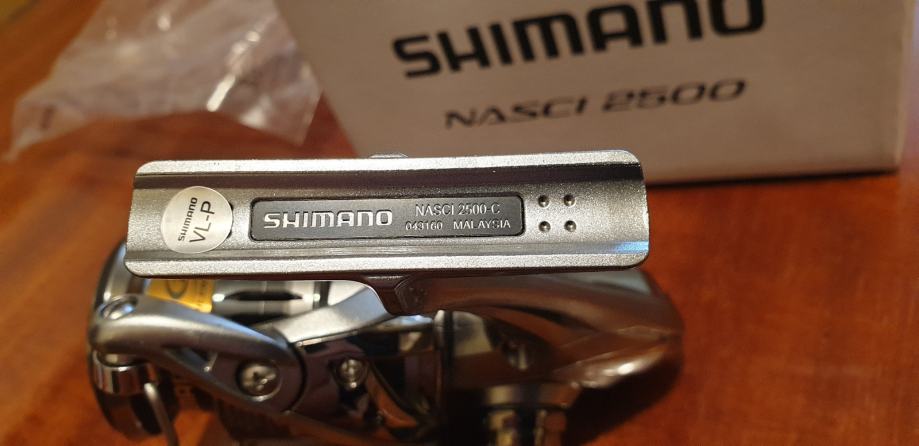 SHIMANO
NASCI 2500
SHIMANO
VL-P
SHIMANO
NASCI 2500-C
043160 MALAYSIA